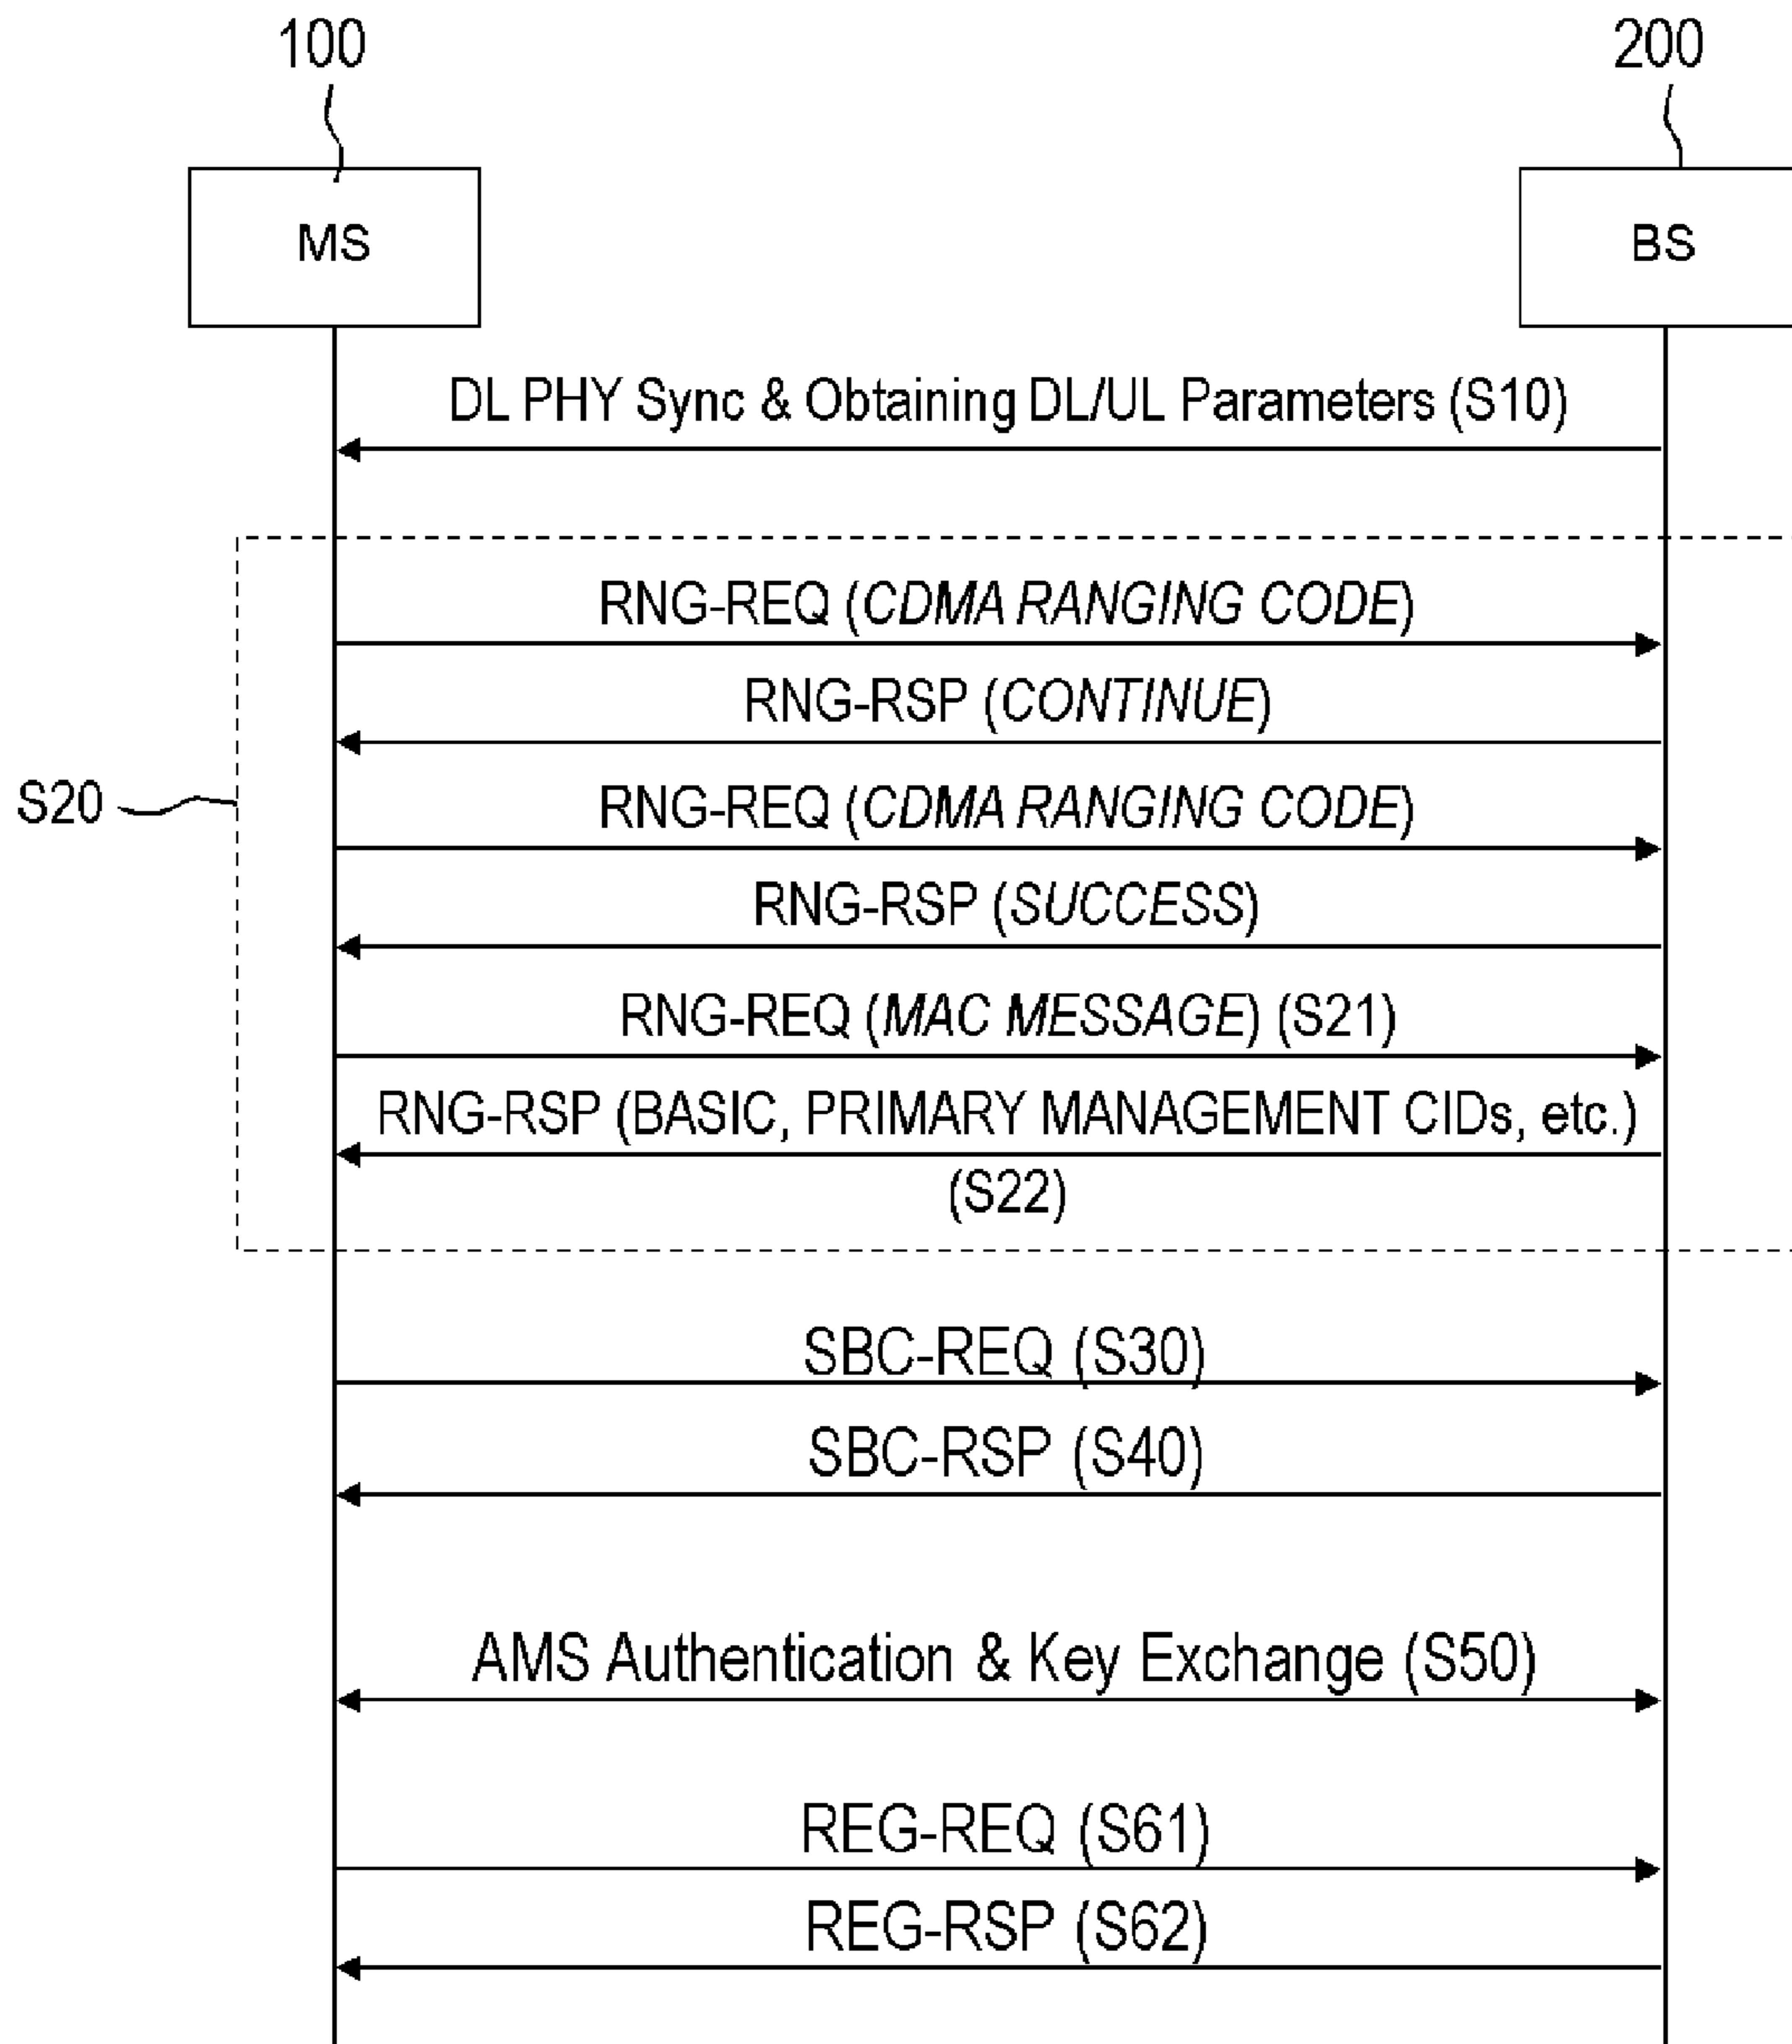 100
200
MS
BS
DL PHY Sync & Obtaining DL/UL Parameters (S10)
RNG-REQ (CDMA RANGING CODE)
RNG-RSP (CONTINUE)
S20
RNG-REQ (CDMA RANGING CODE)
RNG-RSP (SUCCESS)
RNG-REQ (MAC MESSAGE) (S21)
RNG-RSP (BASIC, PRIMARY MANAGEMENT CIDs, etc.)
(S22)
SBC-REQ (S30)
SBC-RSP (S40)
AMS Authentication & Key Exchange (S50)
REG-REQ (S61)
REG-RSP (S62)